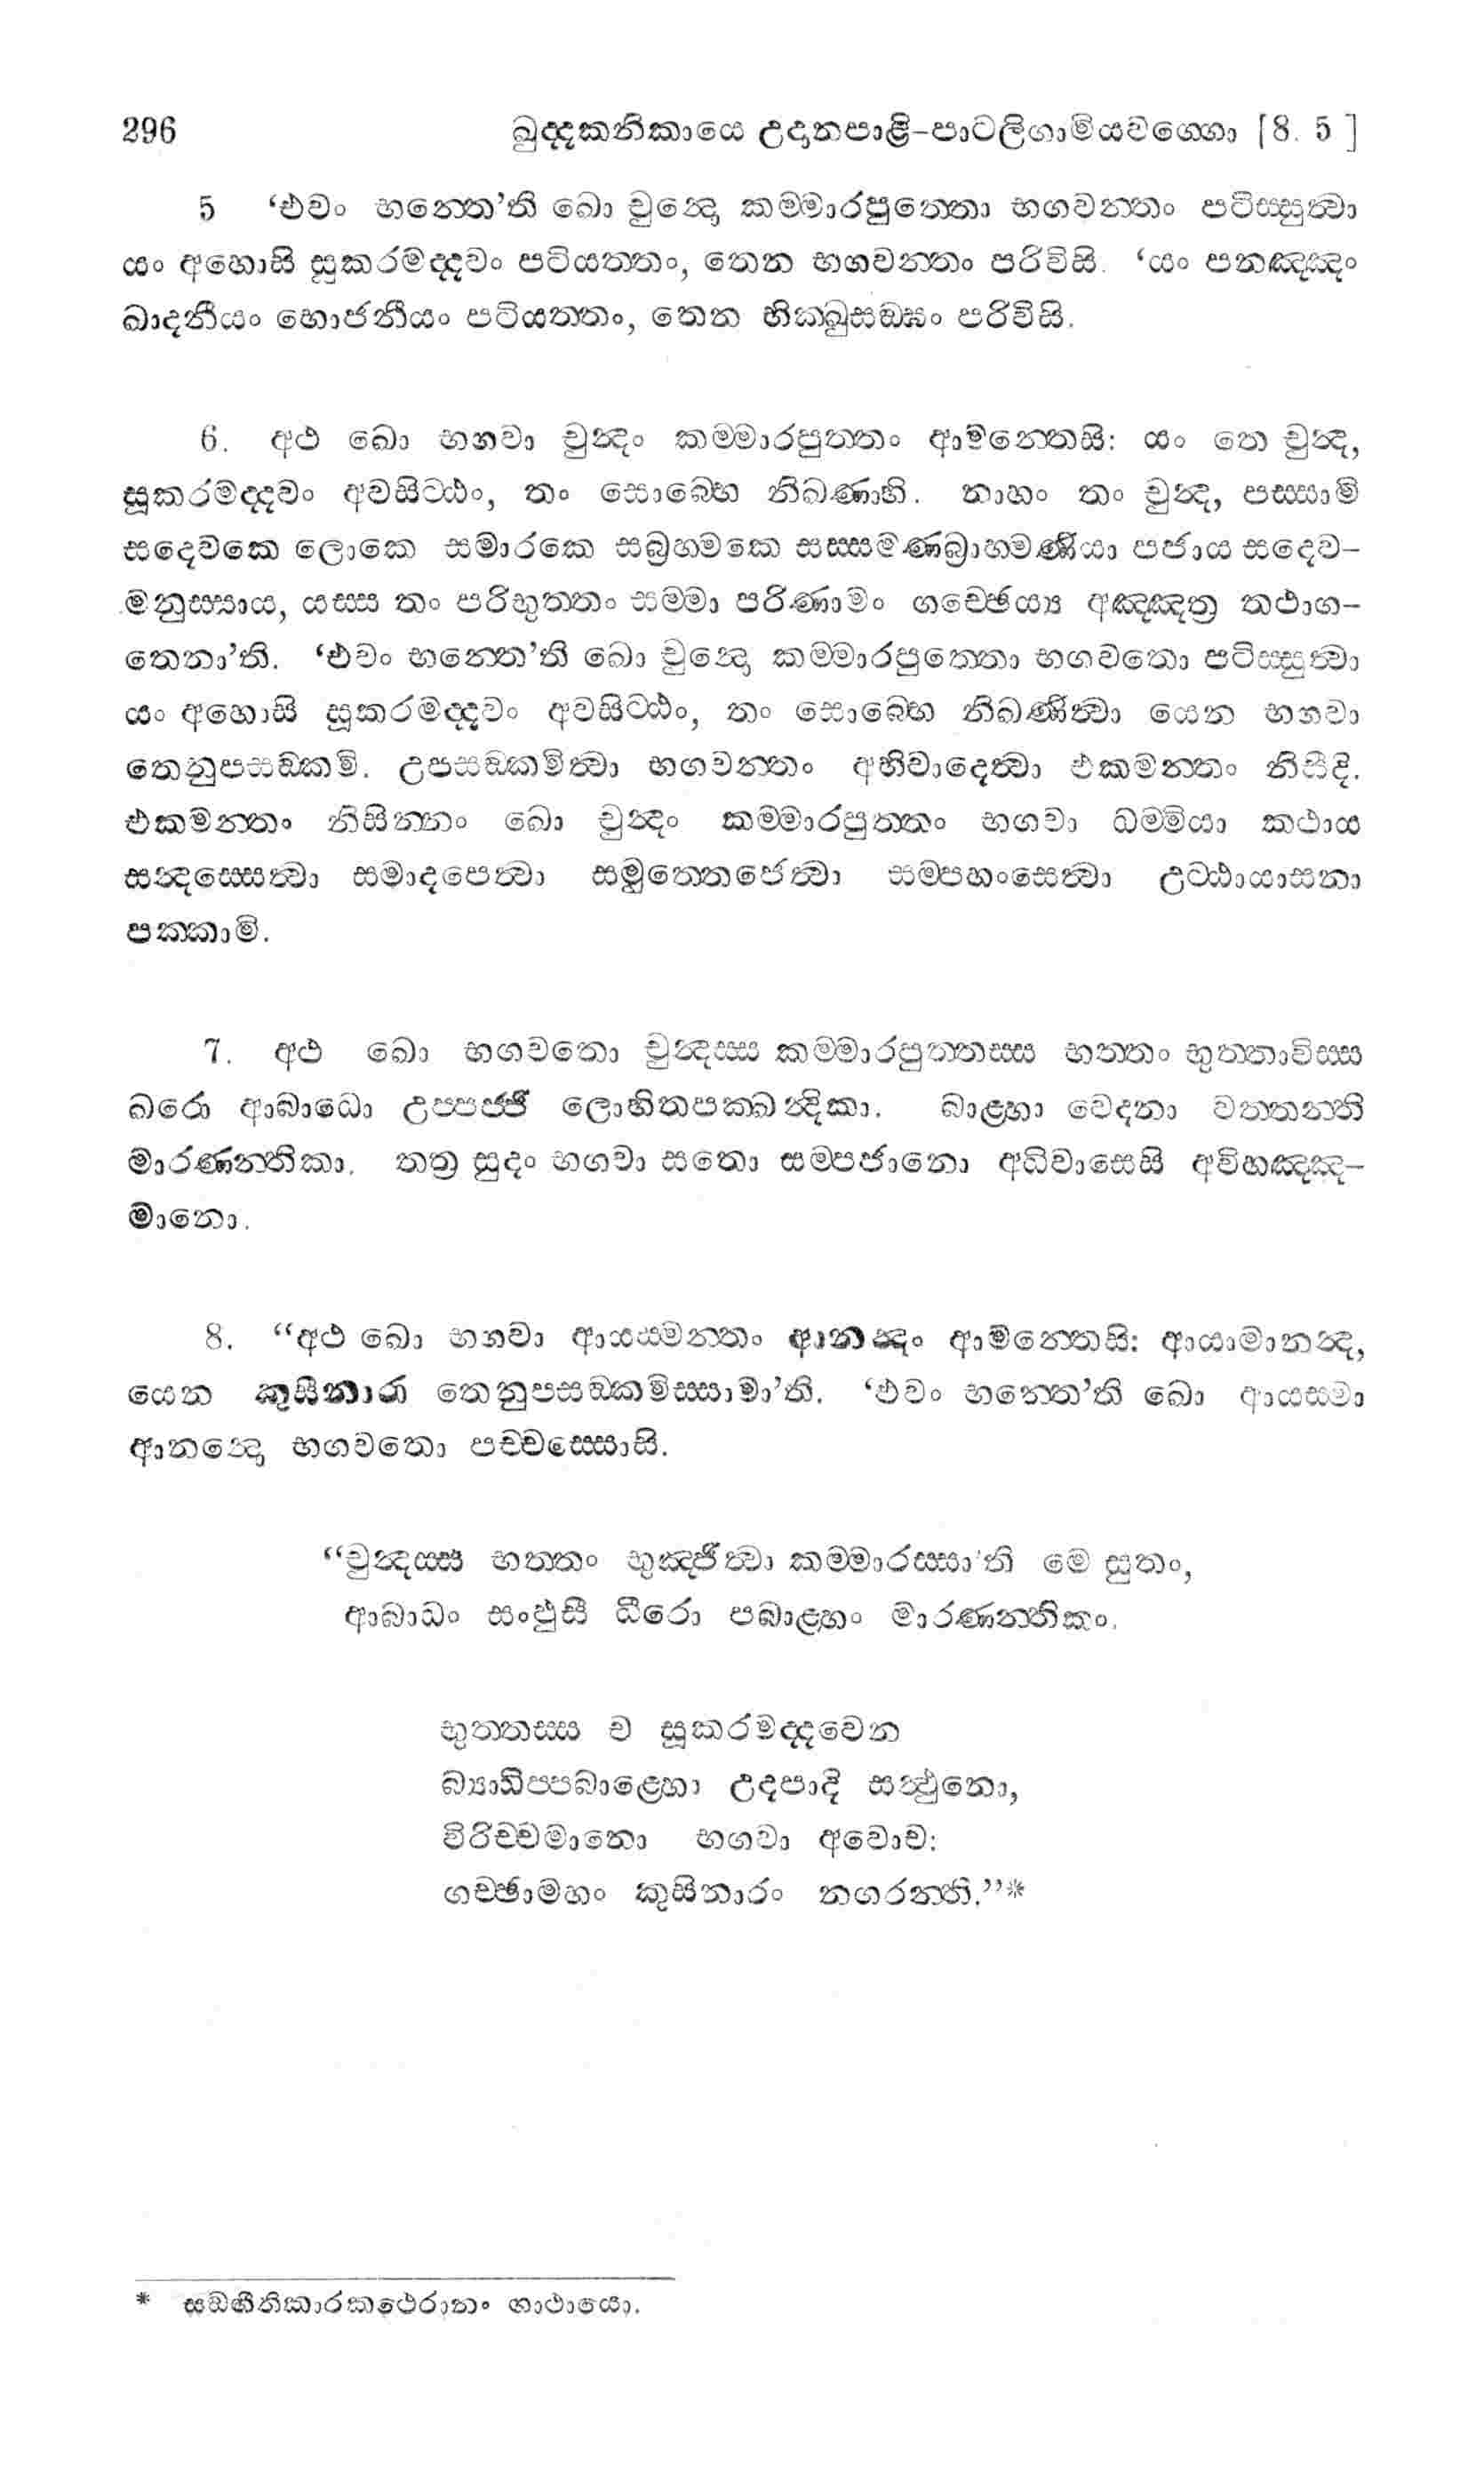 296 ඛුද්දකනිකායෙ උදානපාළි-පාටලිගාමියවග්ගො [8. 5 ]
5 ‘එවං භන්තෙ’ති ඛො චුන්දො කම්මාරපුත්තො භගවන්තං පටිස්සුත්වා
යං අහොසි සූකරමද්දවං පටියත්තං, තෙන භගවන්තං පරිවිසි. ‘යං පනඤ්ඤං
ඛාදනීයං භොජනීයං පටියත්තං, තෙන භික්ඛුසඞ්ඝං පරිවිසි.
6. අථ ඛො භගවා චුන්දං කම්මාරපුත්තං ආමන්තෙසි: යං තෙ චුන්ද,
සූකරමද්දවං අවසිට්ඨං, තං සොබ්භෙ නිඛණාහි. නාහං තං චුන්ද, පස්සාමි
සදෙවකෙ ලොකෙ සමාරකෙ සබ්‍රහ්මකෙ සස්සමණබ්‍රාහ්මණියා පජාය සදෙව-
මනුස්සාය, යස්ස තං පරිභුත්තං සම්මා පරිණාමං ගච්ඡෙය්‍ය අඤ්ඤත්‍ර තථාග-
තෙනා’ති. ‘එවං භන්තෙ’ති ඛො චුන්දො කම්මාරපුත්තො භගවතො පටිස්සුත්වා
යං අහොසි සූකරමද්දවං අවසිට්ඨං, තං සොබ්භෙ නිඛණිත්වා යෙන භගවා
තෙනුපසඞ්කමි. උපසඞ්කමිත්වා භගවන්තං අභිවාදෙත්වා එකමන්තං නිසීදි.
එකමන්තං නිසින්නං ඛො චුන්දං කම්මාරපුත්තං භගවා ධම්මියා කථාය
සන්දස්සෙත්වා සමාදපෙත්වා සමුත්තෙජෙත්වා සම්පහංසෙත්වා උට්ඨායාසනා
පක්කාමි.
7. අථ ඛො භගවතො චුන්දස්ස කම්මාරපුත්තස්ස භත්තං භුත්තාවිස්ස
ඛරො ආබාධො උප්පජ්ජි ලොහිතපක්ඛන්දිකා. බාළ්හා වෙදනා වත්තන්ති
මාරණන්තිකා. තත්‍ර සුදං භගවා සතො සම්පජානො අධිවාසෙසි අවිහඤ්ඤ-
මානො.
8. “අථ ඛො භගවා ආයස්මන්තං ආනන්දං ආමන්තෙසි: ආයාමානන්ද,
යෙන කුසීනාරා තෙනුපසඞ්කමිස්සාමා’ති. ‘එවං භන්තෙ’ති ඛො ආයස්මා
ආනන්දො භගවතො පච්චස්සොසි.
“චුන්දස්ස භත්තං භුඤ්ජිත්වා කම්මාරස්සා’ති මෙ සුතං,
ආබාධං සංඵුසී ධීරො පබාළ්හං මාරණන්තිකං.
භුත්තස්ස ච සූකරමද්දවෙන
බ්‍යාධිප්පබාළ්හො උදපාදි සත්ථුනො,
විරිච්චමානො භගවා අවොච:
ගච්ඡාමහං කුසිනාරං නගරන්ති.”*
* සඞ්ගීතිකාරකථෙරානං ගාථායො.